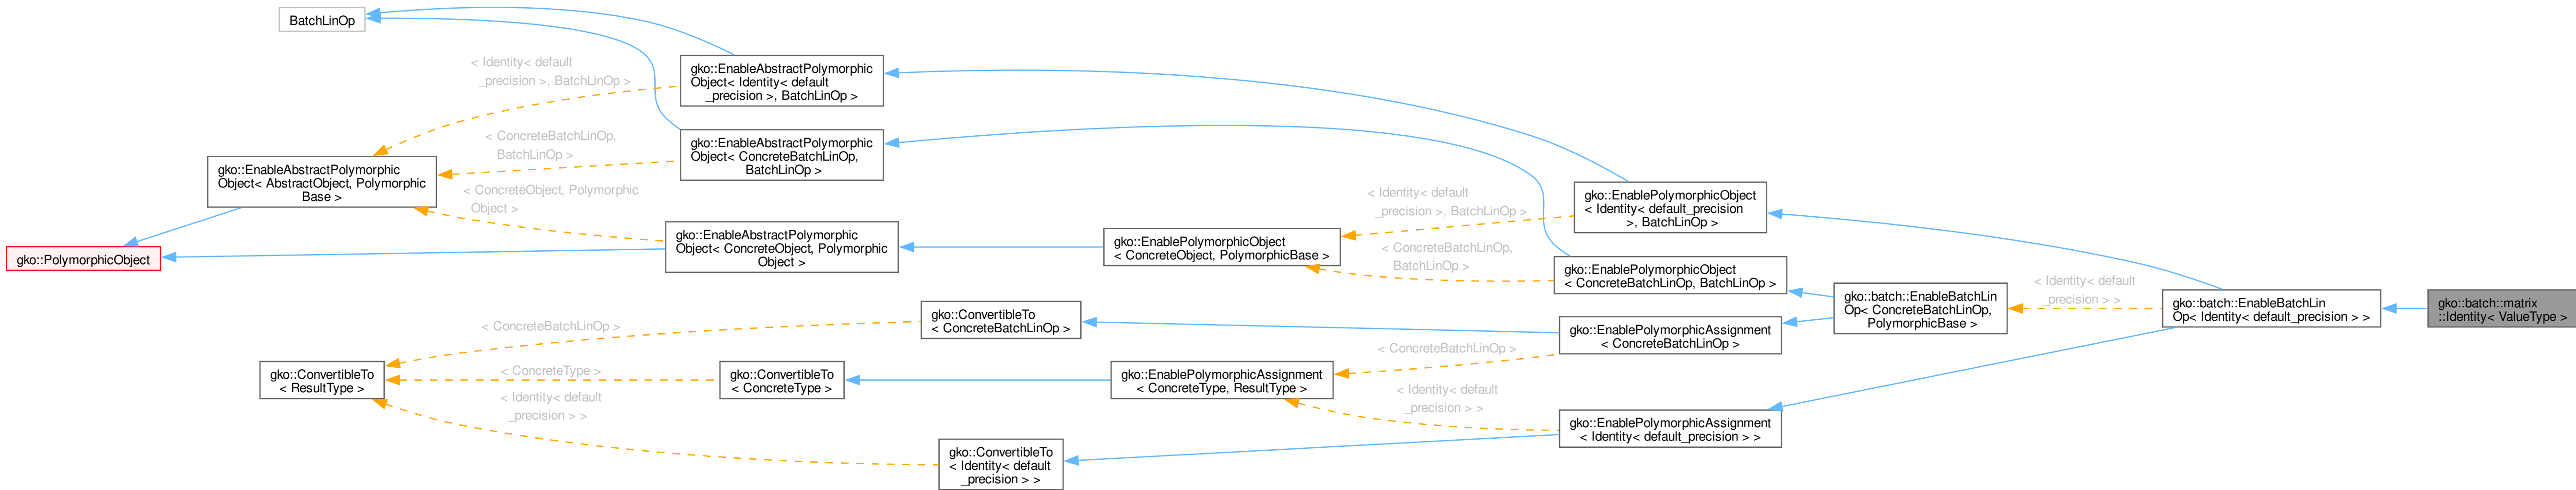 BatchLinOp
< Identity< default
_precision >, BatchLinOp >
gko::EnableAbstractPolymorphic
Object< Identity< default
_precision >, BatchLinOp >
< ConcreteBatchLinOp,
BatchLinOp >
gko::EnableAbstractPolymorphic
Object< ConcreteBatchLinOp,
BatchLinOp >
gko::EnableAbstractPolymorphic
Object< AbstractObject, Polymorphic
Base >
< ConcreteObject, Polymorphic
Object >
gko::PolymorphicObject
gko::EnableAbstractPolymorphic
Object< ConcreteObject, Polymorphic
Object >
gko::EnablePolymorphicObject
< ConcreteObject, PolymorphicBase >
< Identity< default
_precision >, BatchLinOp >
< ConcreteBatchLinOp,
BatchLinOp >
gko::EnablePolymorphicObject
< Identity< default_precision
>, BatchLinOp >
gko::EnablePolymorphicObject
< ConcreteBatchLinOp, BatchLinOp >
gko::batch::EnableBatchLin
Op< ConcreteBatchLinOp,
PolymorphicBase >
< Identity< default
_precision > >
gko::batch::EnableBatchLin
Op< Identity< default_precision > >
gko::batch::matrix
::Identity< ValueType >
< ConcreteBatchLinOp >
gko::ConvertibleTo
< ConcreteBatchLinOp >
gko::EnablePolymorphicAssignment
< ConcreteBatchLinOp >
gko::ConvertibleTo
< ResultType >
< ConcreteType >
gko::ConvertibleTo
< ConcreteType >
gko::EnablePolymorphicAssignment
< ConcreteType, ResultType >
< ConcreteBatchLinOp >
< Identity< default
_precision > >
< Identity< default
_precision > >
gko::EnablePolymorphicAssignment
< Identity< default_precision > >
gko::ConvertibleTo
< Identity< default
_precision > >